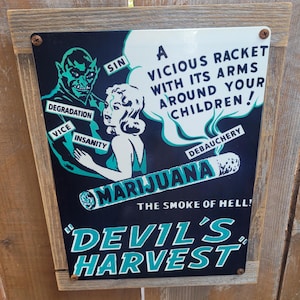 SIN
A
VICIOUS RACKET
WITH ITS ARMS
AROUND YOUR
CHILDREN!
DEGRADATION
VICE
INSANITY
DEBAUCHERY
MARIJUANA
THE SMOKE OF HELL!
"DEVIL'S
HARVEST"